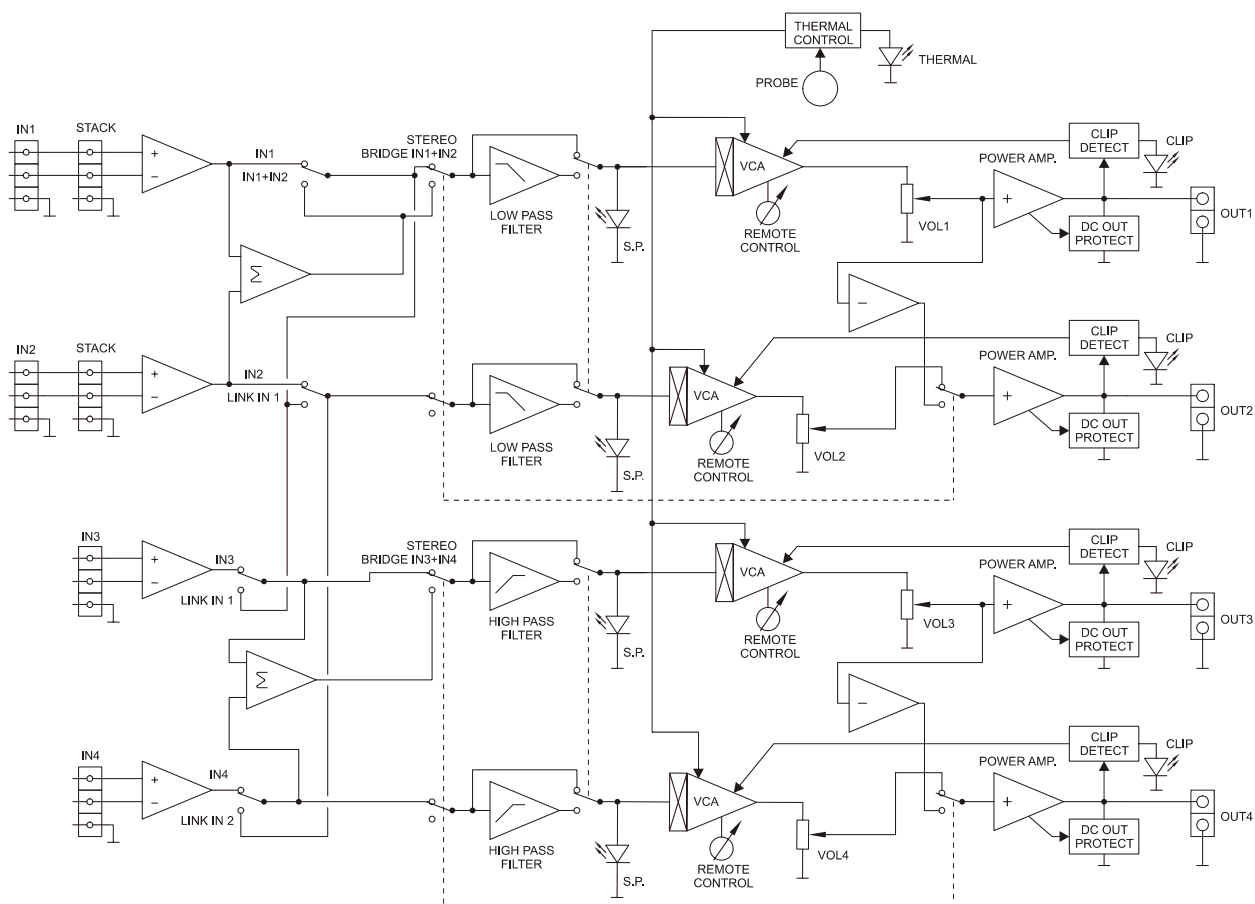 THERMAL
CONTROL
THERMAL
PROBE
IN1
STACK
+
−
IN1
IN1+IN2
STEREO
BRIDGE IN1+IN2
LOW PASS
FILTER
S.P.
VCA
REMOTE
CONTROL
VOL1
POWER AMP.
+
CLIP
DETECT
CLIP
DC OUT
PROTECT
OUT1
Σ
−
IN2
STACK
+
−
IN2
LINK IN 1
LOW PASS
FILTER
S.P.
VCA
REMOTE
CONTROL
VOL2
POWER AMP.
+
CLIP
DETECT
CLIP
DC OUT
PROTECT
OUT2
IN3
+
−
IN3
LINK IN 1
STEREO
BRIDGE IN3+IN4
HIGH PASS
FILTER
S.P.
VCA
REMOTE
CONTROL
VOL3
POWER AMP.
+
CLIP
DETECT
CLIP
DC OUT
PROTECT
OUT3
Σ
−
IN4
+
−
IN4
LINK IN 2
HIGH PASS
FILTER
S.P.
VCA
REMOTE
CONTROL
VOL4
POWER AMP.
+
CLIP
DETECT
CLIP
DC OUT
PROTECT
OUT4